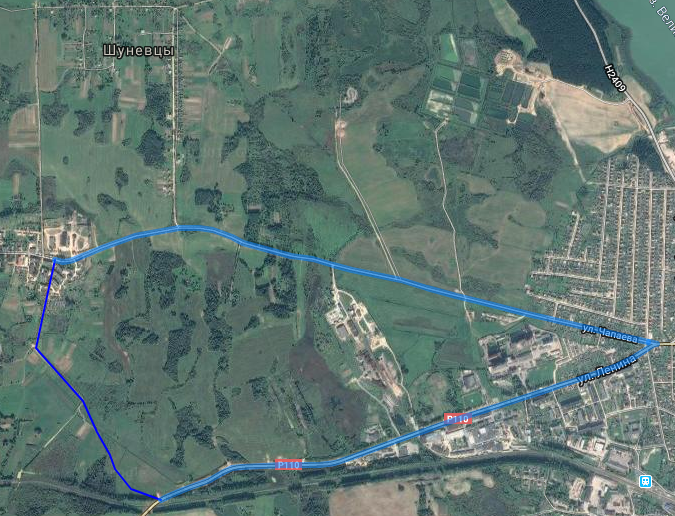 Шуневцы
Н2409
ул. Чапаева
ул. Ленина
Р110
Р110